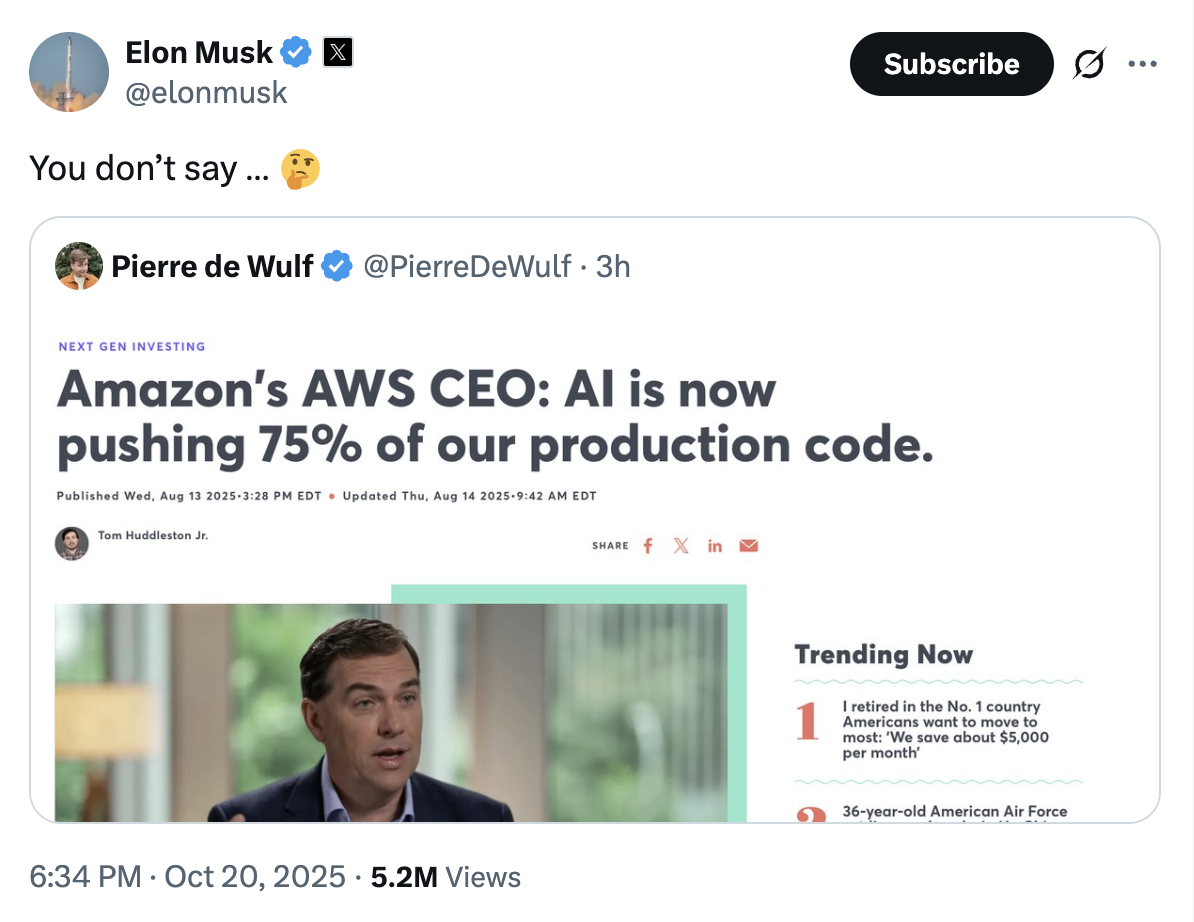 Elon Musk
@elonmusk
Subscribe
You don’t say ... 🤔
Pierre de Wulf @PierreDeWulf · 3h
NEXT GEN INVESTING
Amazon’s AWS CEO: AI is now
pushing 75% of our production code.
Published Wed, Aug 13 2025•3:28 PM EDT • Updated Thu, Aug 14 2025•9:42 AM EDT
Tom Huddleston Jr.
SHARE
Trending Now
1
I retired in the No. 1 country
Americans want to move to
most: ‘We save about $5,000
per month’
2
36-year-old American Air Force
6:34 PM · Oct 20, 2025 · 5.2M Views